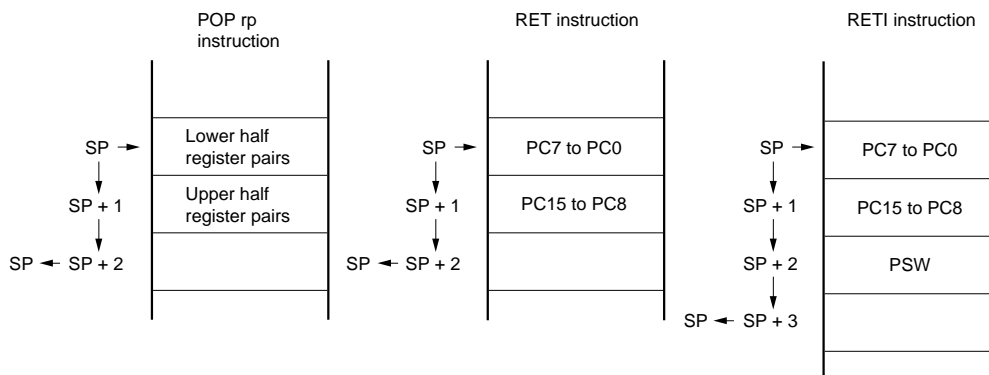 POP rp
instruction
SP
Lower half
register pairs
SP + 1
Upper half
register pairs
SP
SP + 2
RET instruction
SP
PC7 to PC0
SP + 1
PC15 to PC8
SP
SP + 2
RETI instruction
SP
PC7 to PC0
SP + 1
PC15 to PC8
SP + 2
PSW
SP
SP + 3